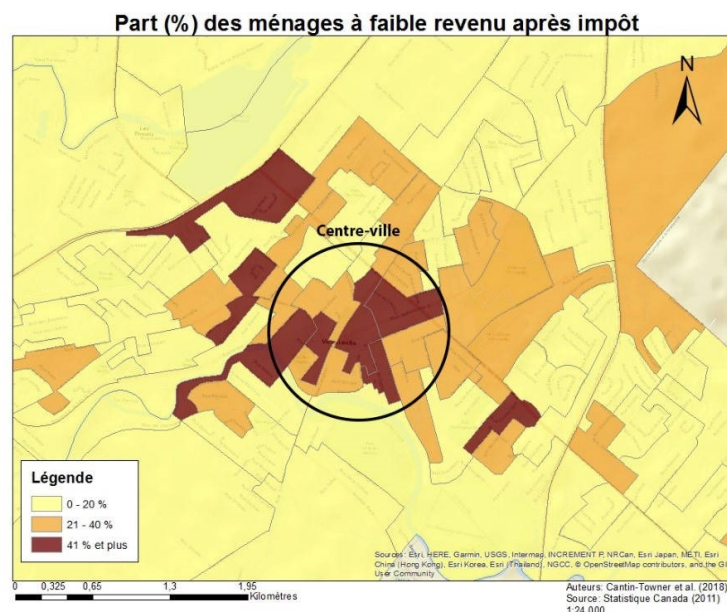 Part (%) des ménages à faible revenu après impôt
N
Centre-ville
Légende
0 - 20 %
21 - 40 %
41 % et plus
Sources: Esri, HERE, Garmin, USGS, Intermap, INCREMENT P, NRCan, Esri Japan, METI, Esri
China (Hong Kong), Esri Korea, Esri (Thailand), NGCC, © OpenStreetMap contributors, and the GI
User Community
0 0,325 0,65 1,3 1,95
Kilomètres
Auteurs: Cantin-Towner et al. (2018)
Source: Statistique Canada (2011)
1:24 000